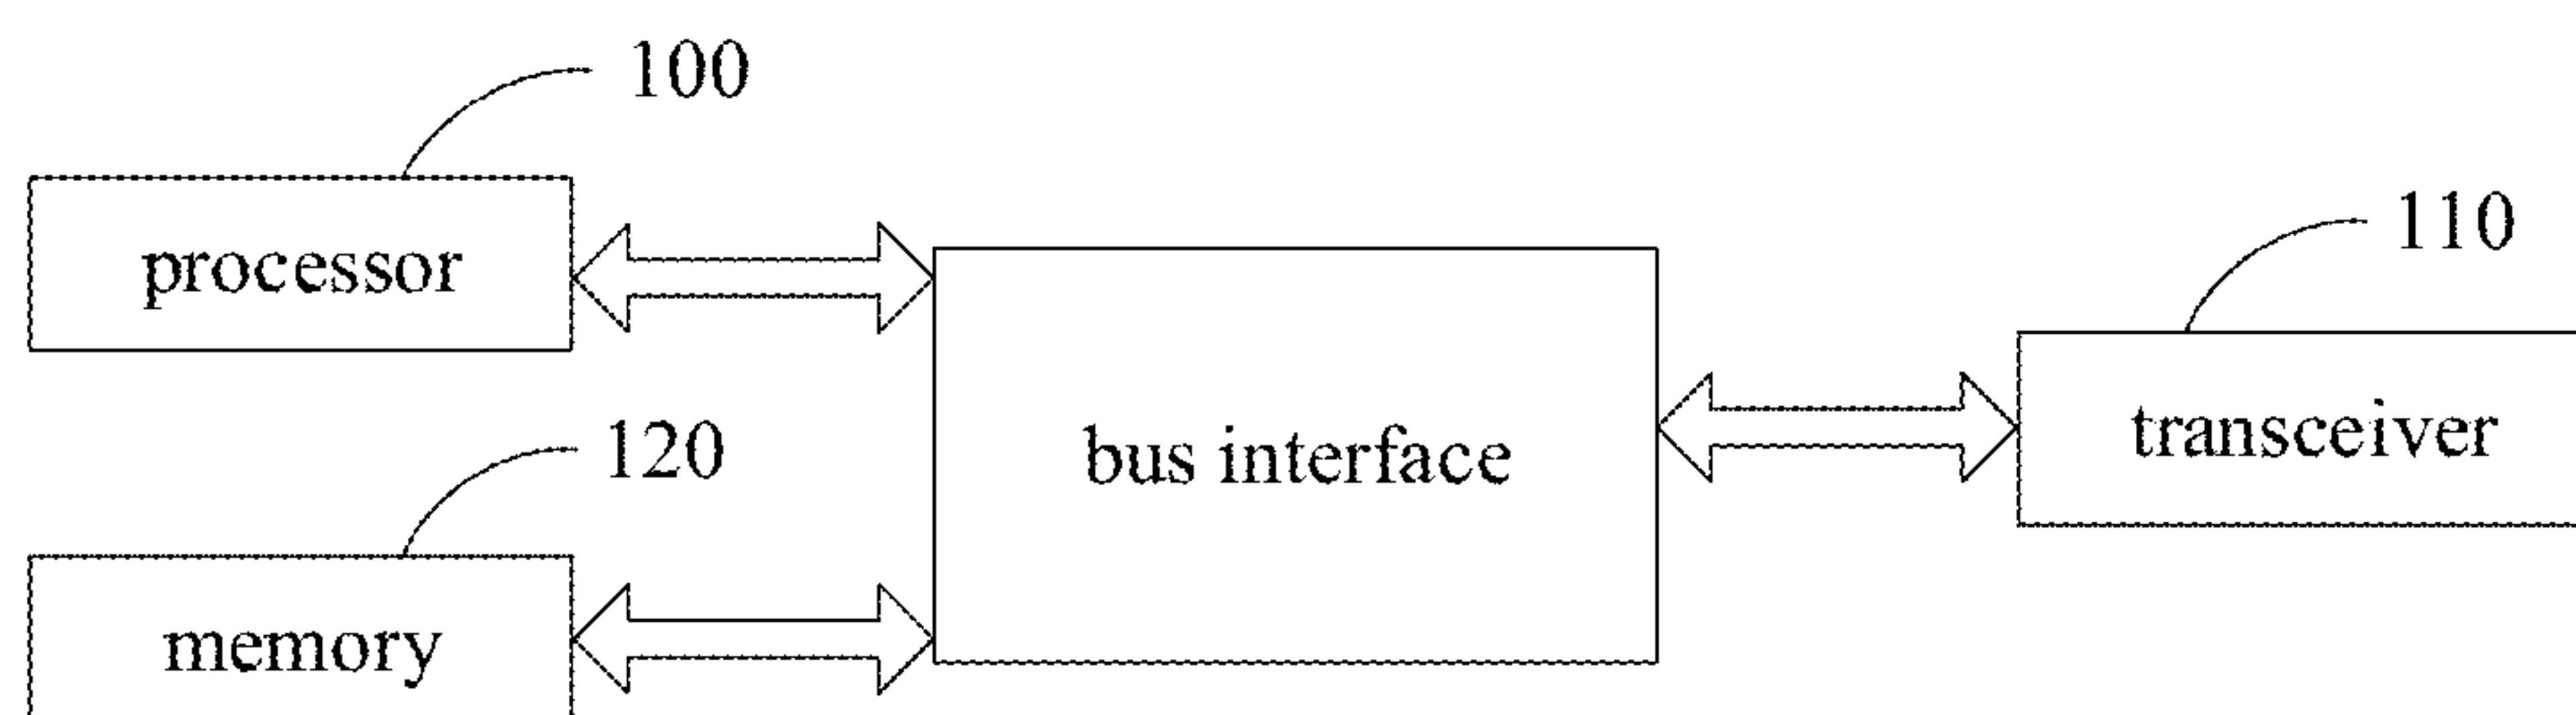 100
processor
110
transceiver
bus interface
120
memory